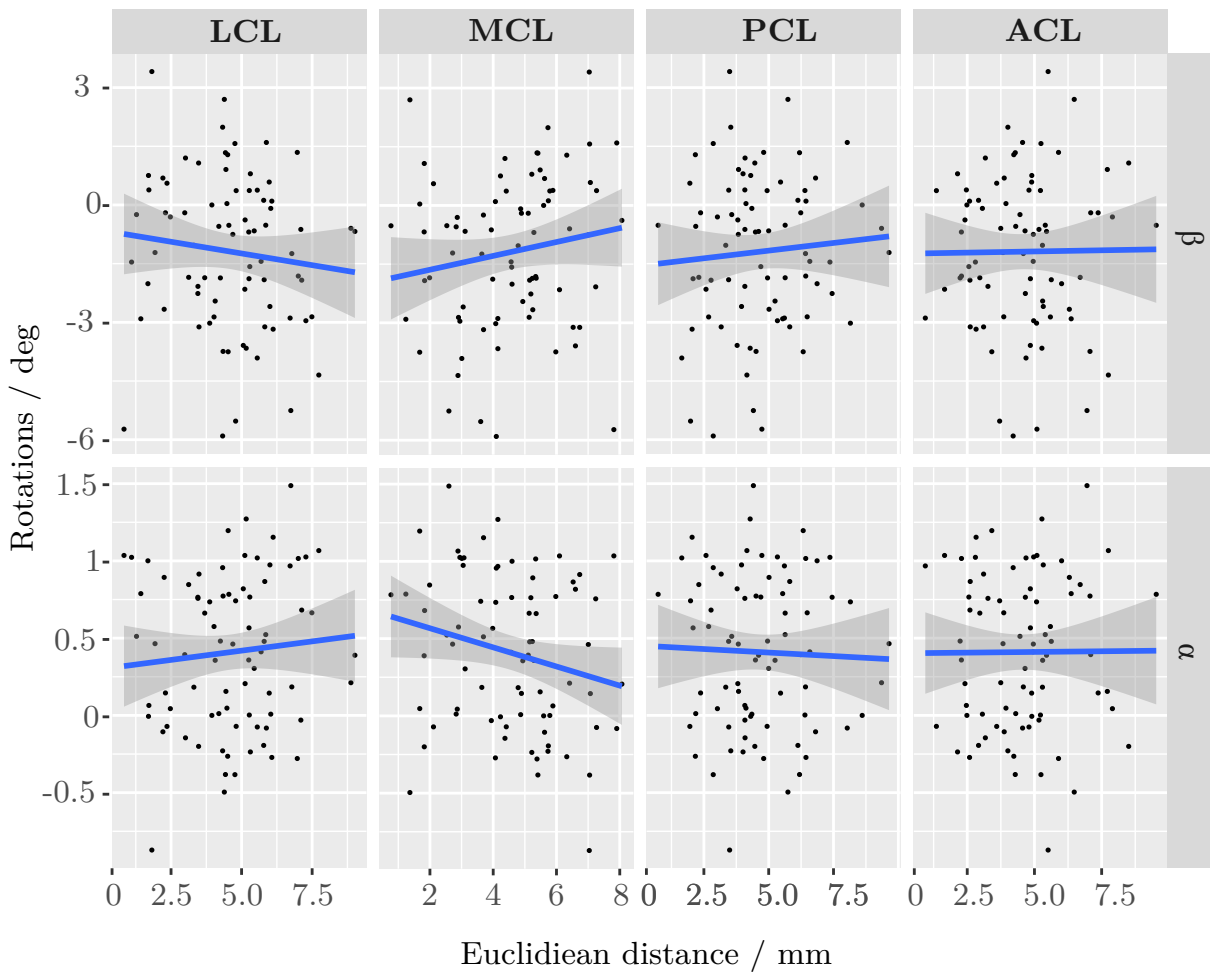 LCL MCL PCL ACL
3
0
-3
-6
β
Rotations / deg
1.5
1
0.5
0
-0.5
α
0 2.5 5.0 7.5 2 4 6 8 0 2.5 5.0 7.5 0 2.5 5.0 7.5
Euclidiean distance / mm